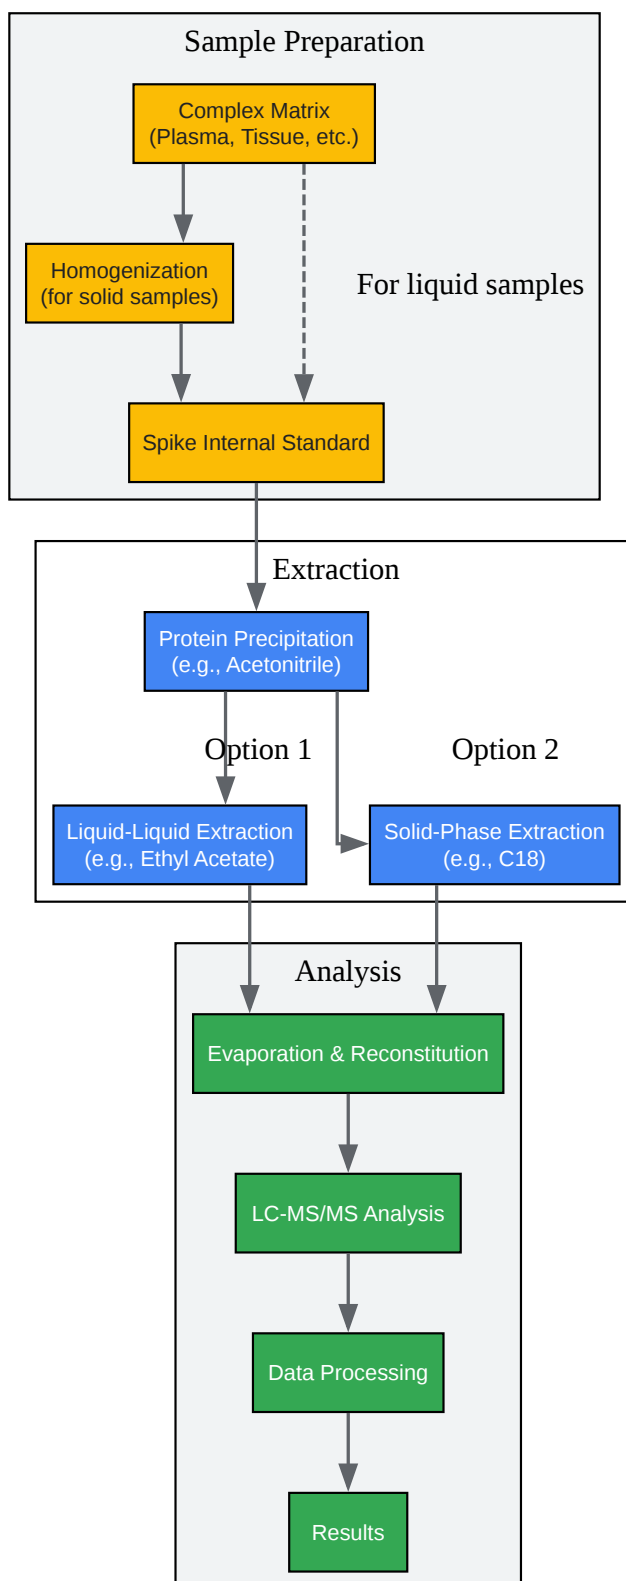 Sample Preparation
Complex Matrix
(Plasma, Tissue, etc.)
Homogenization
(for solid samples)
For liquid samples
Spike Internal Standard
Extraction
Protein Precipitation
(e.g., Acetonitrile)
Option 1
Option 2
Liquid-Liquid Extraction
(e.g., Ethyl Acetate)
Solid-Phase Extraction
(e.g., C18)
Analysis
Evaporation & Reconstitution
LC-MS/MS Analysis
Data Processing
Results